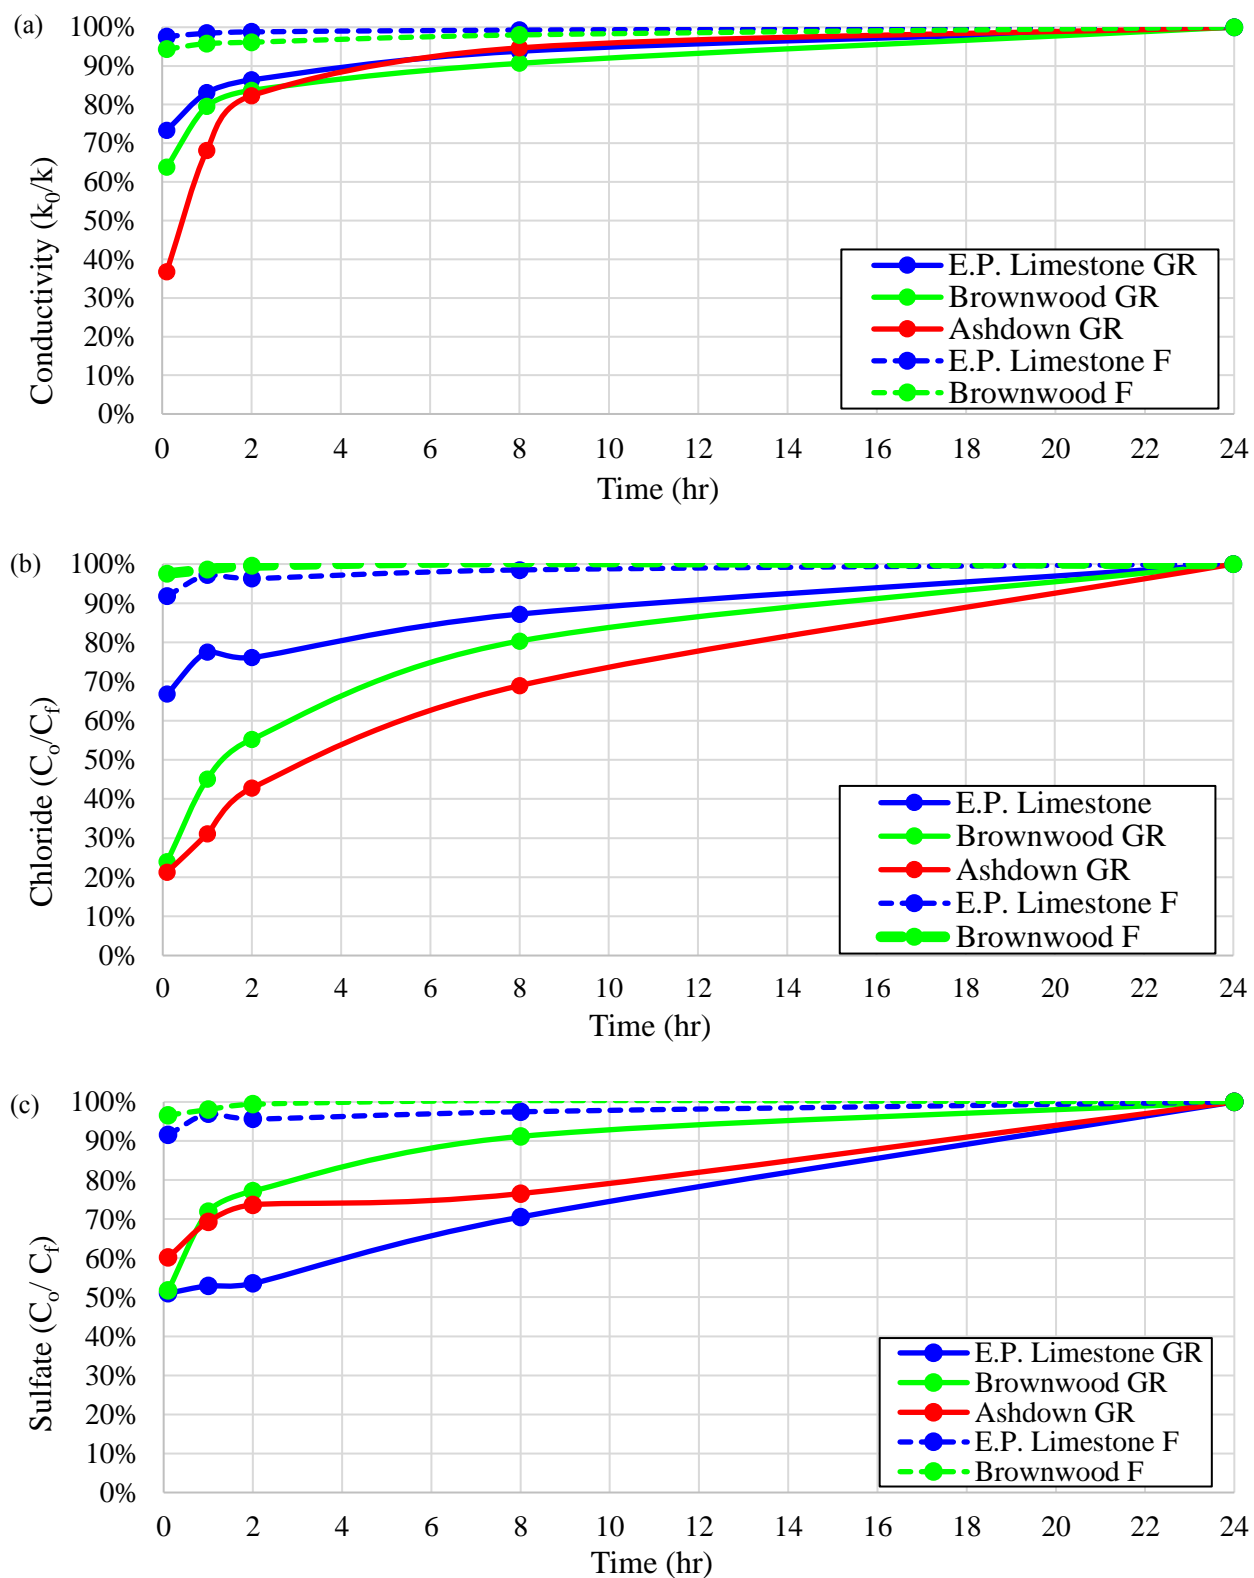 (a)
100%
90%
80%
70%
60%
50%
40%
30%
20%
10%
0%
Conductivity (k0/k)
E.P. Limestone GR
Brownwood GR
Ashdown GR
E.P. Limestone F
Brownwood F
0 2 4 6 8 10 12 14 16 18 20 22 24
Time (hr)
(b)
100%
90%
80%
70%
60%
50%
40%
30%
20%
10%
0%
Chloride (Co/Cf)
E.P. Limestone
Brownwood GR
Ashdown GR
E.P. Limestone F
Brownwood F
0 2 4 6 8 10 12 14 16 18 20 22 24
Time (hr)
(c)
100%
90%
80%
70%
60%
50%
40%
30%
20%
10%
0%
Sulfate (Co/ Cf)
E.P. Limestone GR
Brownwood GR
Ashdown GR
E.P. Limestone F
Brownwood F
0 2 4 6 8 10 12 14 16 18 20 22 24
Time (hr)